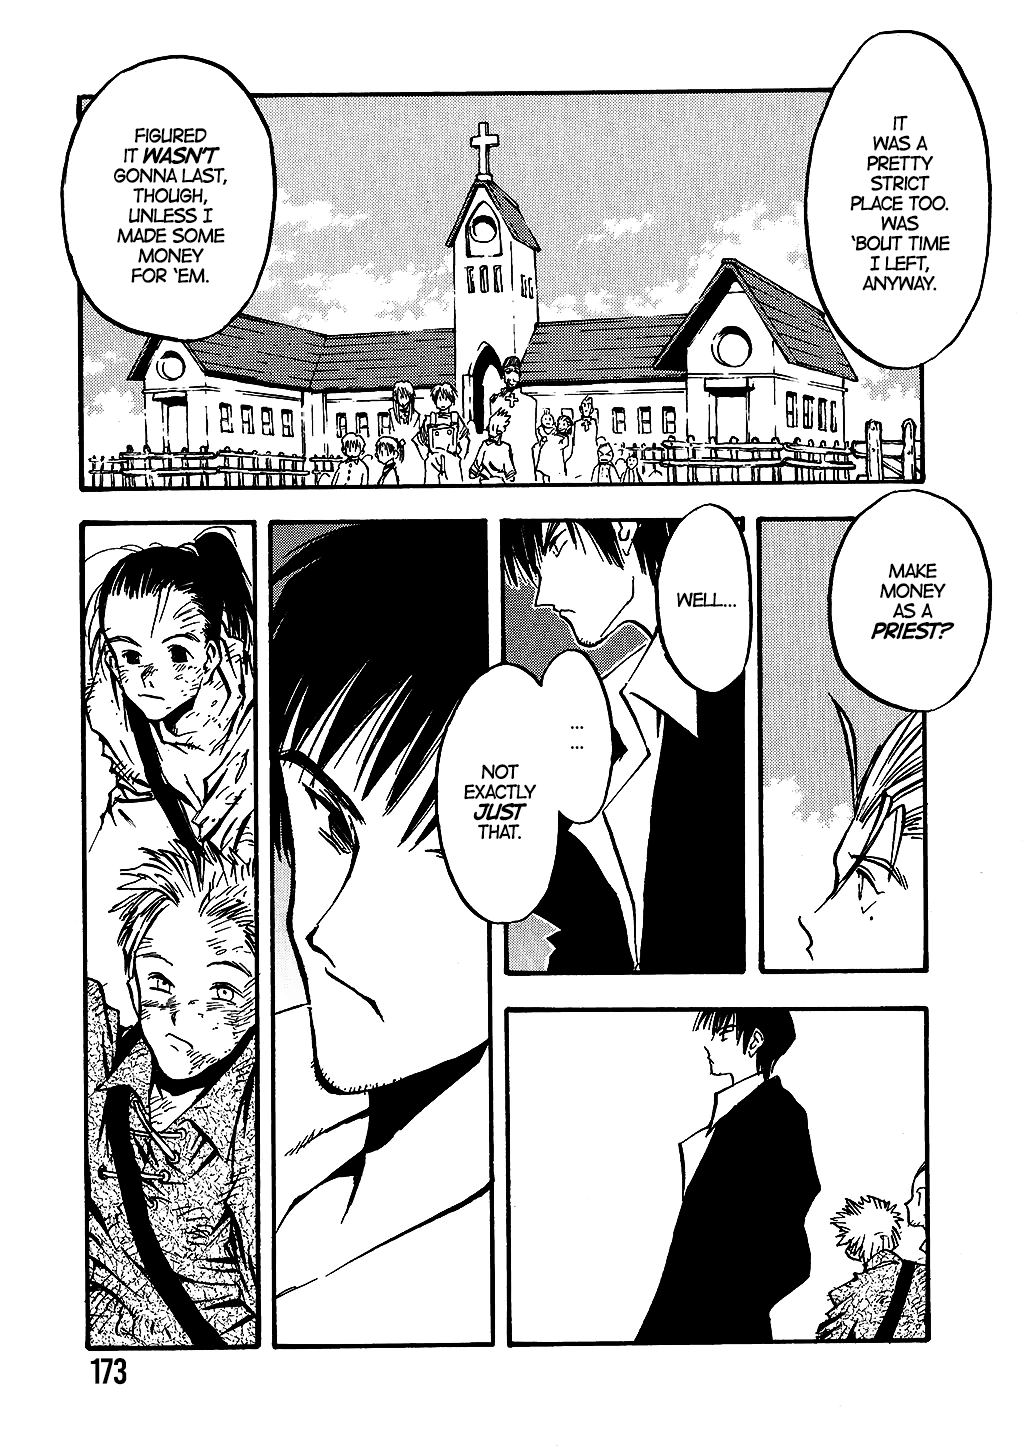 IT
WAS A
PRETTY
STRICT
PLACE TOO.
WAS
'BOUT TIME
I LEFT,
ANYWAY.
FIGURED
IT WASN'T
GONNA LAST,
THOUGH,
UNLESS I
MADE SOME
MONEY
FOR 'EM.
MAKE
MONEY
AS A
PRIEST?
WELL...
...
...
NOT
EXACTLY
JUST
THAT.
173